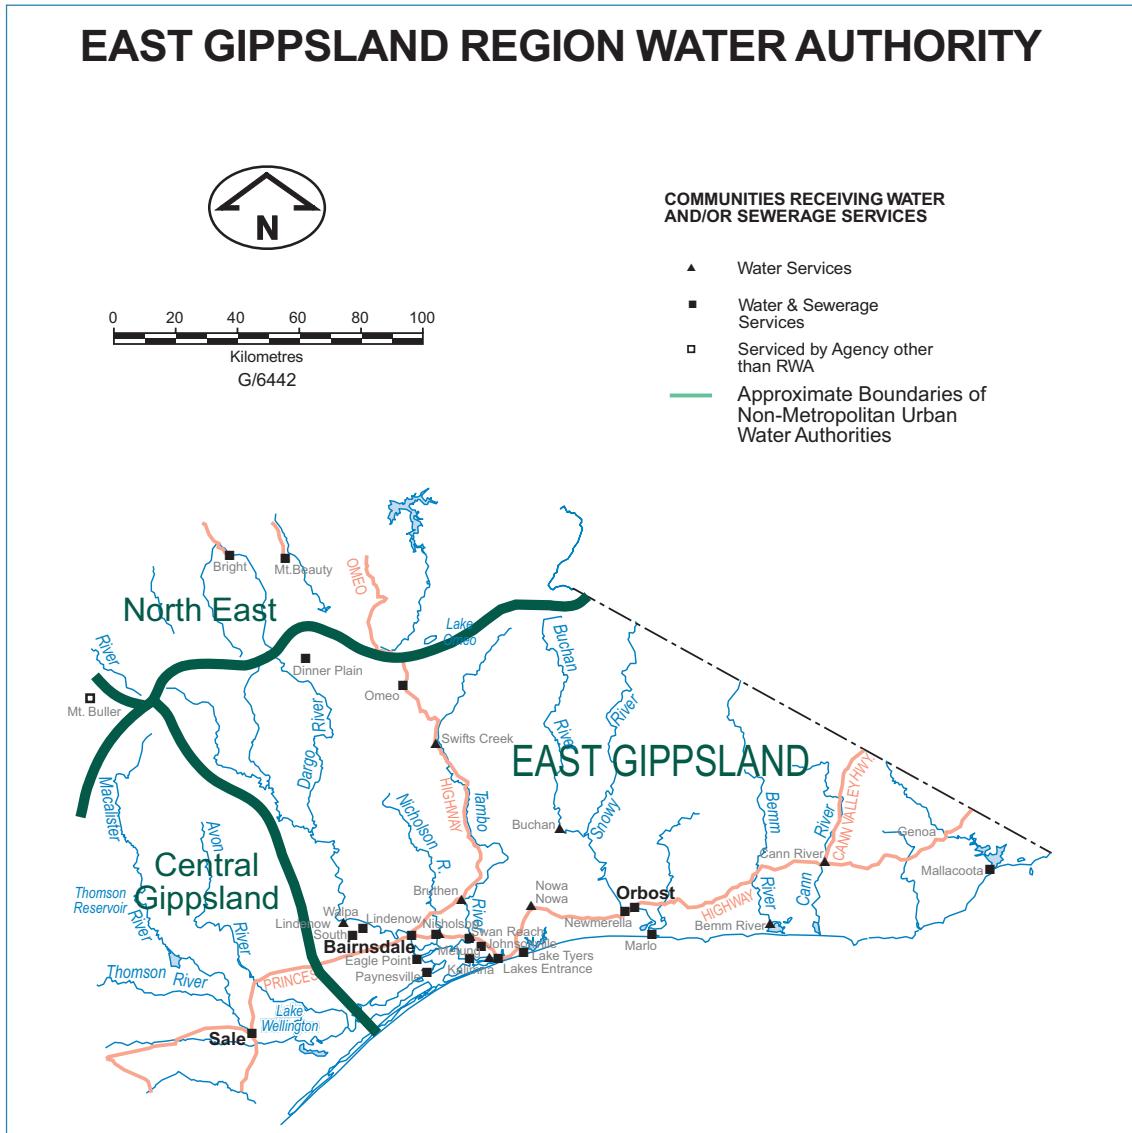 EAST GIPPSLAND REGION WATER AUTHORITY
N
COMMUNITIES RECEIVING WATER
AND/OR SEWERAGE SERVICES
Water Services
Water & Sewerage
Services
Serviced by Agency other
than RWA
Approximate Boundaries of
Non-Metropolitan Urban
Water Authorities
0 20 40 60 80 100
Kilometres
G/6442
Bright
Mt.Beauty
OMEO
North East
Lake
Omeo
Buchan
River
River
Dinner Plain
Omeo
Mt. Buller
River
River
Dargo
Swifts Creek
EAST GIPPSLAND
HIGHWAY
Macalister
River
Avon
River
Nicholson
R.
Tambo
River
Buchan
Snowy
Bemm
River
River
Cann
CANN VALLEY HWY.
Genoa
Cann River
Mallacoota
Central
Gippsland
Thomson
Reservoir
Bruthen
Nowa
Nowa
Orbost
Walpa
Lindenow
Lindenow
South
Nicholson
Swan Reach
Newmerella
HIGHWAY
Bemm River
Bairnsdale
Johnsonville
Marlo
Eagle Point
Metung
Lake Tyers
Paynesville
Kalimna
Lakes Entrance
Thomson
River
PRINCES
Lake
Wellington
Sale